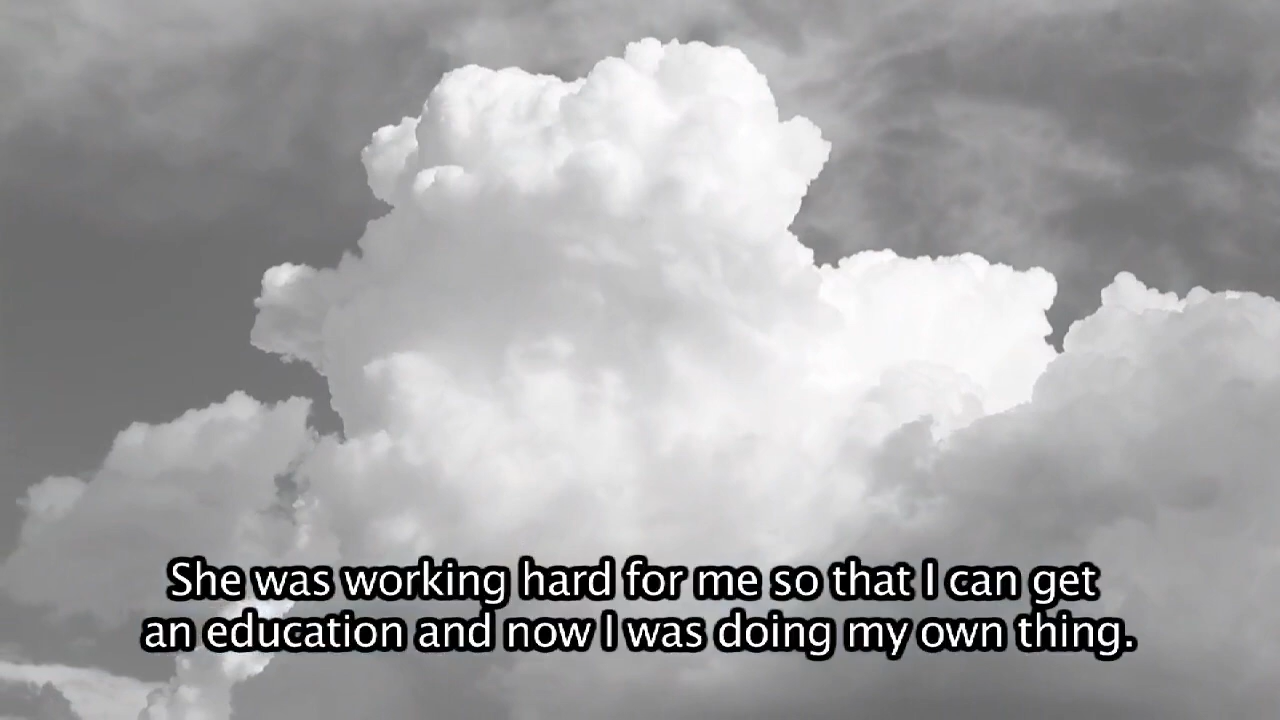 She was working hard for me so that I can get
an education and now I was doing my own thing.